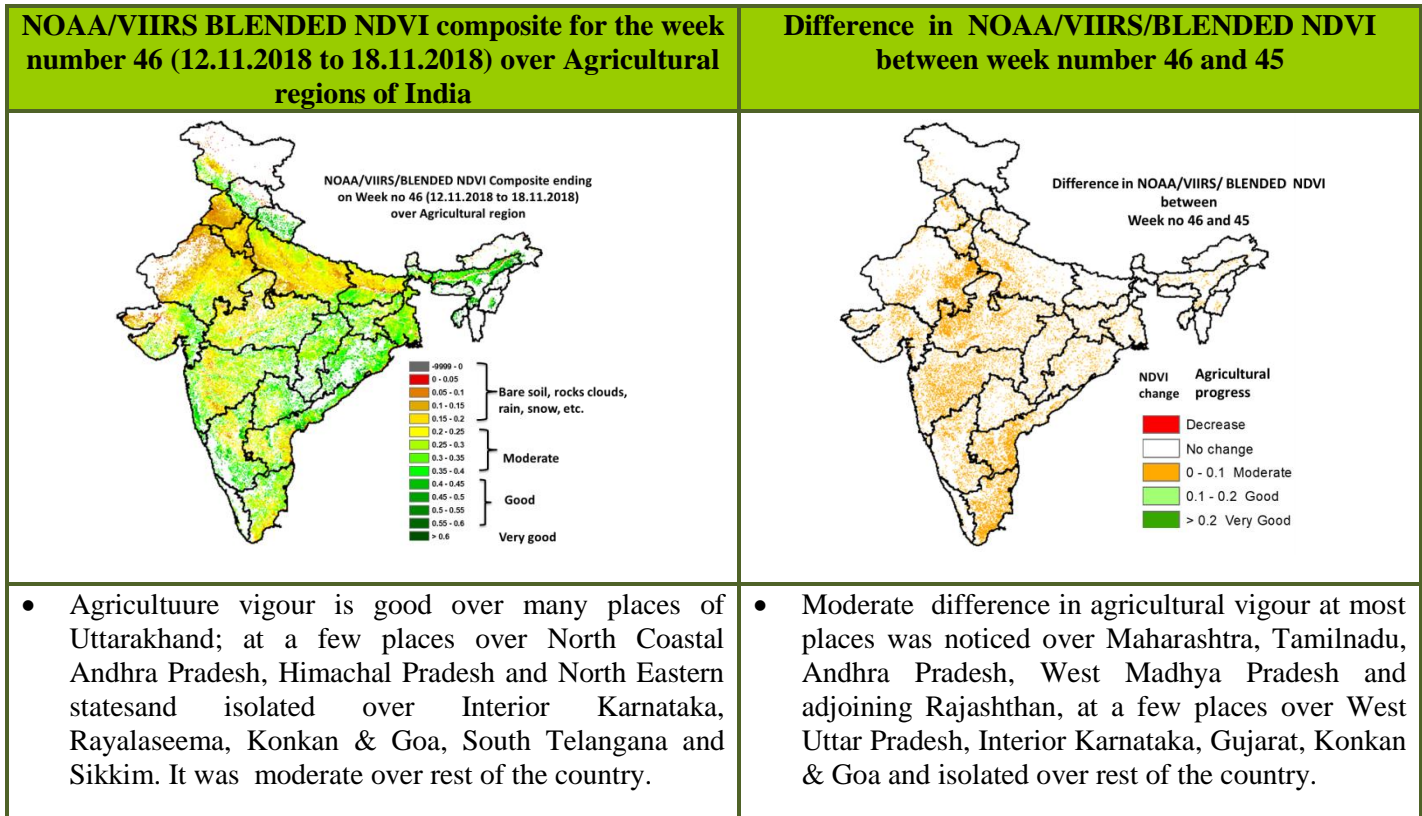 NOAA/VIIRS BLENDED NDVI composite for the week
number 46 (12.11.2018 to 18.11.2018) over Agricultural
regions of India
Difference in NOAA/VIIRS/BLENDED NDVI
between week number 46 and 45
NOAA/VIIRS/BLENDED NDVI Composite ending
on Week no 46 (12.11.2018 to 18.11.2018)
over Agricultural region
-9999 - 0
0 - 0.05
0.05 - 0.1
0.1 - 0.15
0.15 - 0.2
0.2 - 0.25
0.25 - 0.3
0.3 - 0.35
0.35 - 0.4
0.4 - 0.45
0.45 - 0.5
0.5 - 0.55
0.55 - 0.6
> 0.6
Bare soil, rocks clouds,
rain, snow, etc.
Moderate
Good
Very good
Difference in NOAA/VIIRS/ BLENDED NDVI
between
Week no 46 and 45
NDVI
change
Agricultural
progress
Decrease
No change
0 - 0.1 Moderate
0.1 - 0.2 Good
> 0.2 Very Good
• Agricultuure vigour is good over many places of
Uttarakhand; at a few places over North Coastal
Andhra Pradesh, Himachal Pradesh and North Eastern
statesand isolated over Interior Karnataka,
Rayalaseema, Konkan & Goa, South Telangana and
Sikkim. It was moderate over rest of the country.
• Moderate difference in agricultural vigour at most
places was noticed over Maharashtra, Tamilnadu,
Andhra Pradesh, West Madhya Pradesh and
adjoining Rajashthan, at a few places over West
Uttar Pradesh, Interior Karnataka, Gujarat, Konkan
& Goa and isolated over rest of the country.